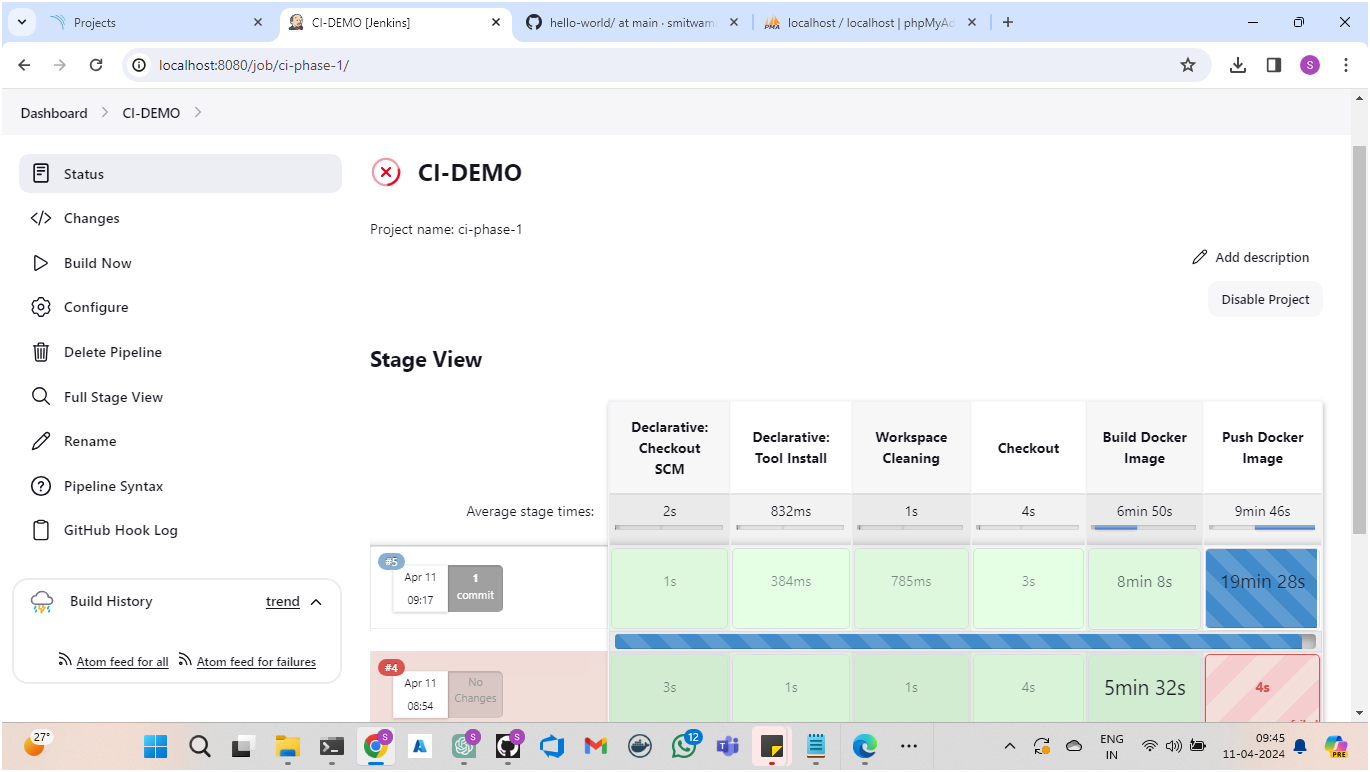 Projects
CI-DEMO [Jenkins]
hello-world/ at main · smitwam
localhost / localhost | phpMyAd
localhost:8080/job/ci-phase-1/
S
Dashboard
CI-DEMO
Status
Changes
Build Now
Configure
Delete Pipeline
Full Stage View
Rename
Pipeline Syntax
GitHub Hook Log
Build History
trend
Atom feed for all
Atom feed for failures
CI-DEMO
Project name: ci-phase-1
Add description
Disable Project
Stage View
Declarative:
Checkout
SCM
Declarative:
Tool Install
Workspace
Cleaning
Checkout
Build Docker
Image
Push Docker
Image
Average stage times:
2s
832ms
1s
4s
6min 50s
9min 46s
#5
Apr 11
09:17
1
commit
1s
384ms
785ms
3s
8min 8s
19min 28s
#4
Apr 11
08:54
No
Changes
3s
1s
1s
4s
5min 32s
4s
27°
S
S
S
12
ENG
IN
09:45
11-04-2024
PRE